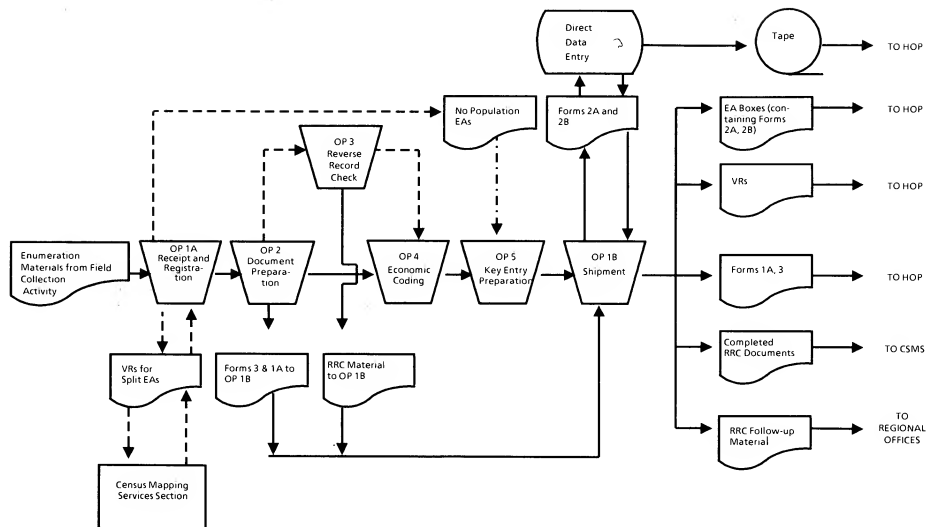 Direct
Data
Entry
Tape
TO HOP
No Population
EAs
Forms 2A and
2B
EA Boxes (con-
taining Forms
2A, 2B)
TO HOP
OP 3
Reverse
Record
Check
VRs
TO HOP
Enumeration
Materials from Field
Collection
Activity
OP 1A
Receipt and
Registra-
tion
OP 2
Document
Prepara-
tion
OP 4
Economic
Coding
OP 5
Key Entry
Preparation
OP 1B
Shipment
Forms 1A, 3
TO HOP
VRs for
Split EAs
Forms 3 & 1A to
OP 1B
RRC Material
to OP 1B
Completed
RRC Documents
TO CSMS
RRC Follow-up
Material
TO
REGIONAL
OFFICES
Census Mapping
Services Section